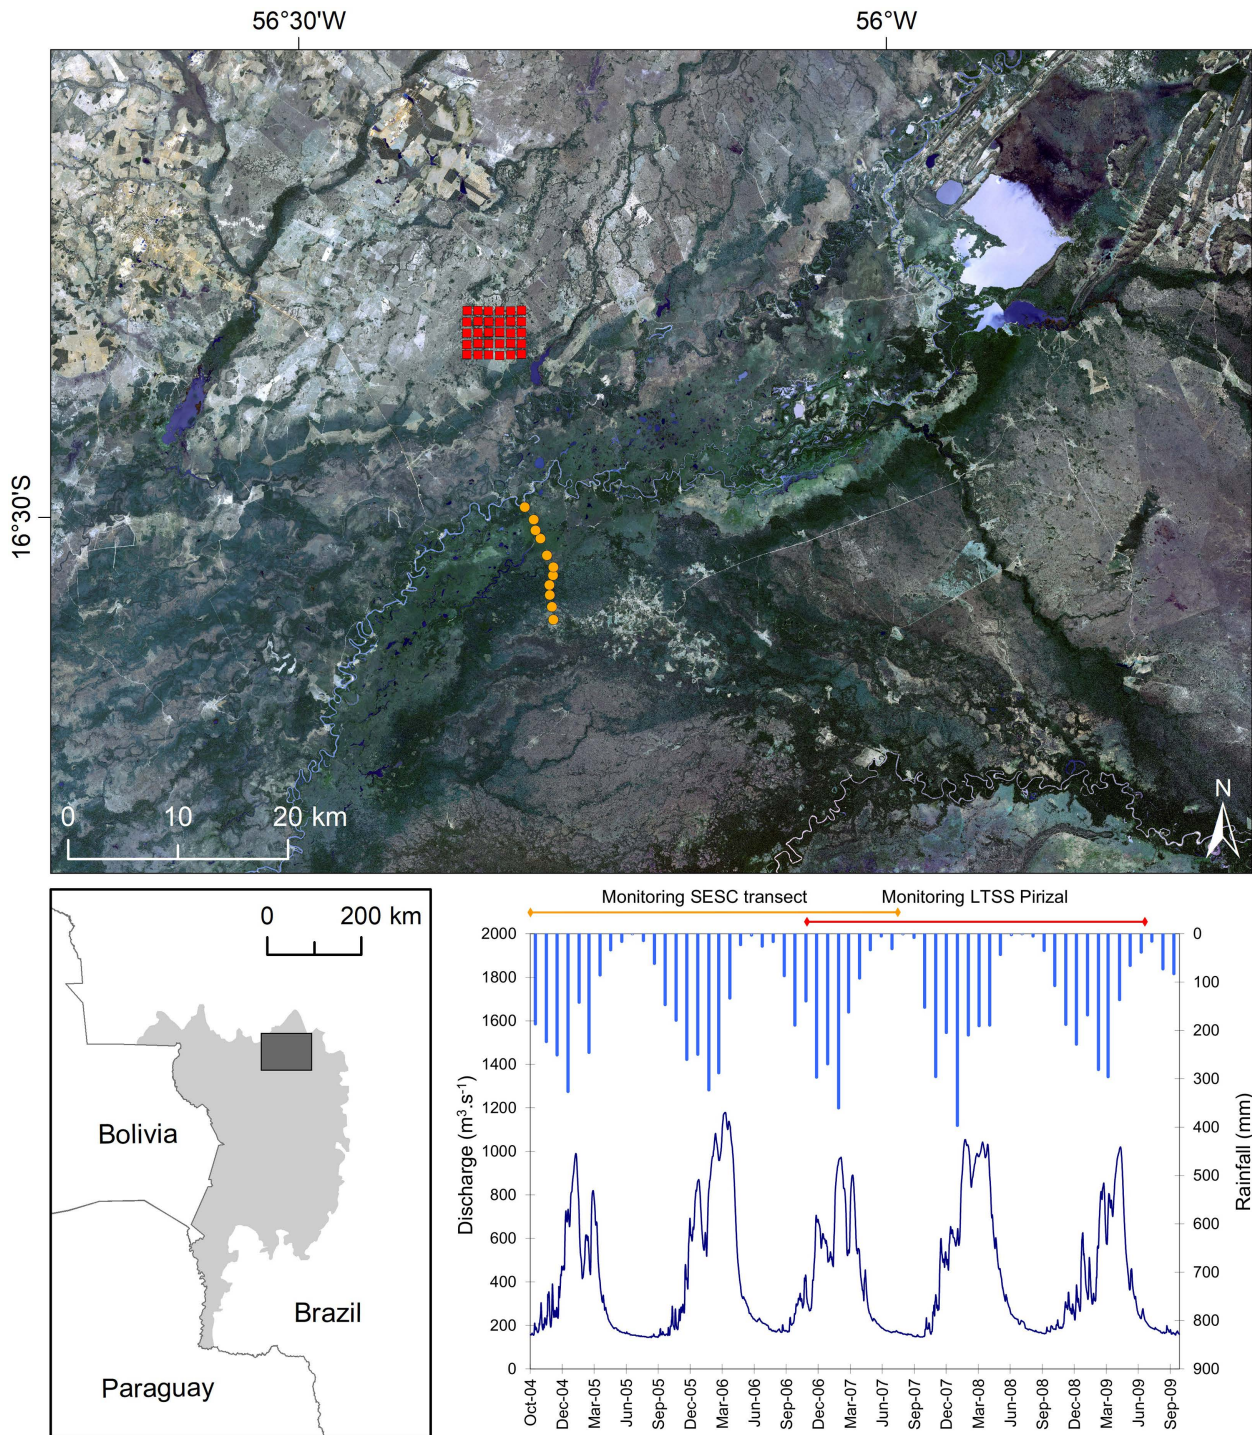 56°30'W
56°W
16°30'S
0 10 20 km
N
0 200 km
Bolivia
Brazil
Paraguay
Monitoring SESC transect
Monitoring LTSS Pirizal
Discharge (m³.s⁻¹)
2000
1800
1600
1400
1200
1000
800
600
400
200
0
0
100
200
300
400
500
600
700
800
900
Rainfall (mm)
Oct-04
Dec-04
Mar-05
Jun-05
Sep-05
Dec-05
Mar-06
Jun-06
Sep-06
Dec-06
Mar-07
Jun-07
Sep-07
Dec-07
Mar-08
Jun-08
Sep-08
Dec-08
Mar-09
Jun-09
Sep-09